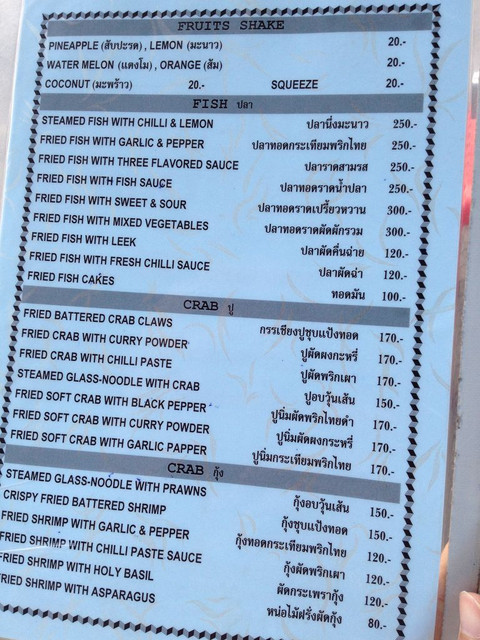 FRUITS SHAKE
PINEAPPLE (สับปะรด) , LEMON (มะนาว) 20.-
WATER MELON (แตงโม) , ORANGE (ส้ม) 20.-
COCONUT (มะพร้าว) 20.- SQUEEZE 20.-
FISH ปลา
STEAMED FISH WITH CHILLI & LEMON ปลานึ่งมะนาว 250.-
FRIED FISH WITH GARLIC & PEPPER ปลาทอดกระเทียมพริกไทย 250.-
FRIED FISH WITH THREE FLAVORED SAUCE ปลาราดสามรส 250.-
FRIED FISH WITH FISH SAUCE ปลาทอดราดน้ำปลา 250.-
FRIED FISH WITH SWEET & SOUR ปลาทอดราดเปรี้ยวหวาน 300.-
FRIED FISH WITH MIXED VEGETABLES ปลาทอดราดผัดผักรวม 300.-
FRIED FISH WITH LEEK ปลาผัดคื่นฉ่าย 120.-
FRIED FISH WITH FRESH CHILLI SAUCE ปลาผัดฉ่า 120.-
FRIED FISH CAKES ทอดมัน 100.-
CRAB ปู
FRIED BATTERED CRAB CLAWS กรรเชียงปูชุบแป้งทอด 170.-
FRIED CRAB WITH CURRY POWDER ปูผัดผงกะหรี่ 170.-
FRIED CRAB WITH CHILLI PASTE ปูผัดพริกเผา 170.-
STEAMED GLASS-NOODLE WITH CRAB ปูอบวุ้นเส้น 150.-
FRIED SOFT CRAB WITH BLACK PEPPER ปูนิ่มผัดพริกไทยดำ 170.-
FRIED SOFT CRAB WITH CURRY POWDER ปูนิ่มผัดผงกระหรี่ 170.-
FRIED SOFT CRAB WITH GARLIC PAPPER ปูนิ่มกระเทียมพริกไทย 170.-
CRAB กุ้ง
STEAMED GLASS-NOODLE WITH PRAWNS กุ้งอบวุ้นเส้น 150.-
CRISPY FRIED BATTERED SHRIMP กุ้งชุบแป้งทอด 150.-
FRIED SHRIMP WITH GARLIC & PEPPER กุ้งทอดกระเทียมพริกไทย 120.-
FRIED SHRIMP WITH CHILLI PASTE SAUCE กุ้งผัดพริกเผา 120.-
FRIED SHRIMP WITH HOLY BASIL ผัดกระเพรากุ้ง 120.-
FRIED SHRIMP WITH ASPARAGUS หน่อไม้ฝรั่งผัดกุ้ง 80.-